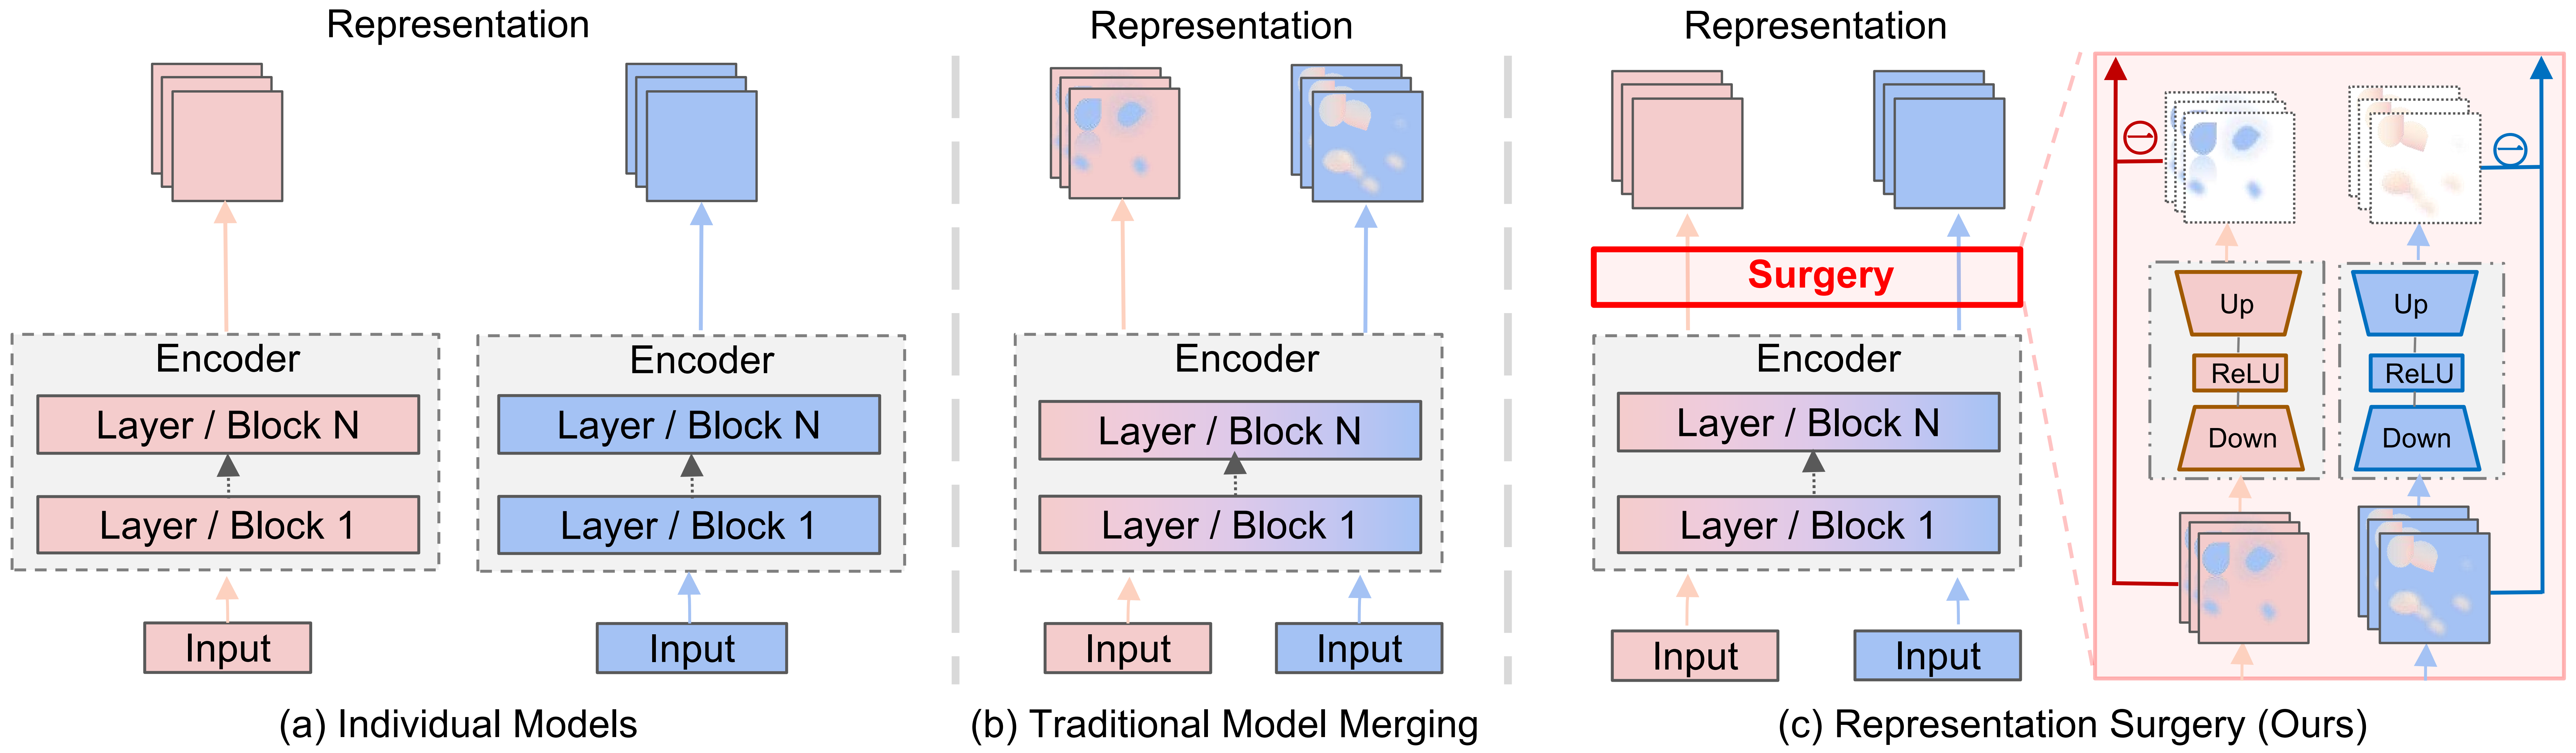 Representation
Encoder
Layer / Block N
Layer / Block 1
Input
Encoder
Layer / Block N
Layer / Block 1
Input
(a) Individual Models
Representation
Encoder
Layer / Block N
Layer / Block 1
Input
Input
(b) Traditional Model Merging
Representation
Surgery
Encoder
Layer / Block N
Layer / Block 1
Input
Input
Up
ReLU
Down
Up
ReLU
Down
(c) Representation Surgery (Ours)